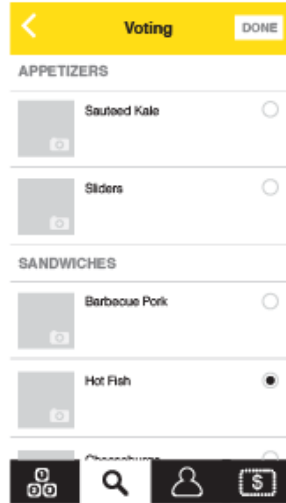 Voting
DONE
APPETIZERS
Sauteed Kale
Sliders
SANDWICHES
Barbecue Pork
Hot Fish